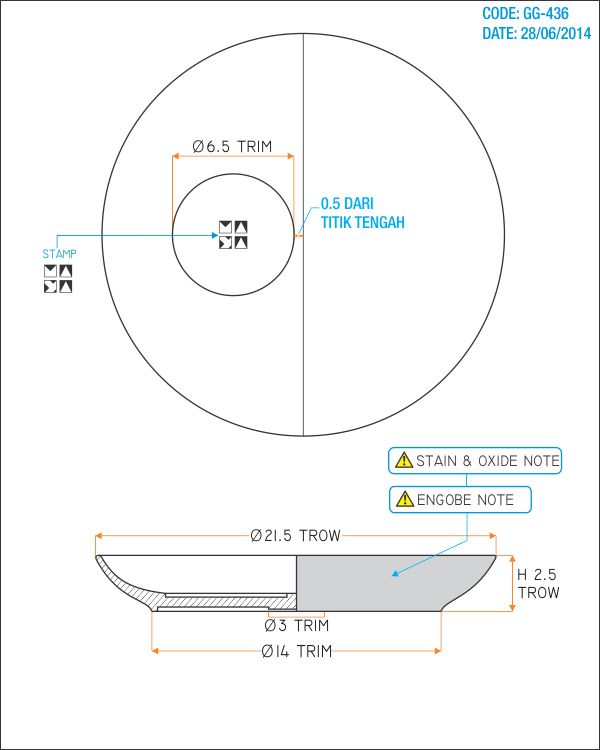 CODE: GG-436
DATE: 28/06/2014
Ø6.5 TRIM
0.5 DARI
TITIK TENGAH
STAMP
STAIN & OXIDE NOTE
ENGOBE NOTE
Ø21.5 TROW
H 2.5
TROW
Ø3 TRIM
Ø14 TRIM